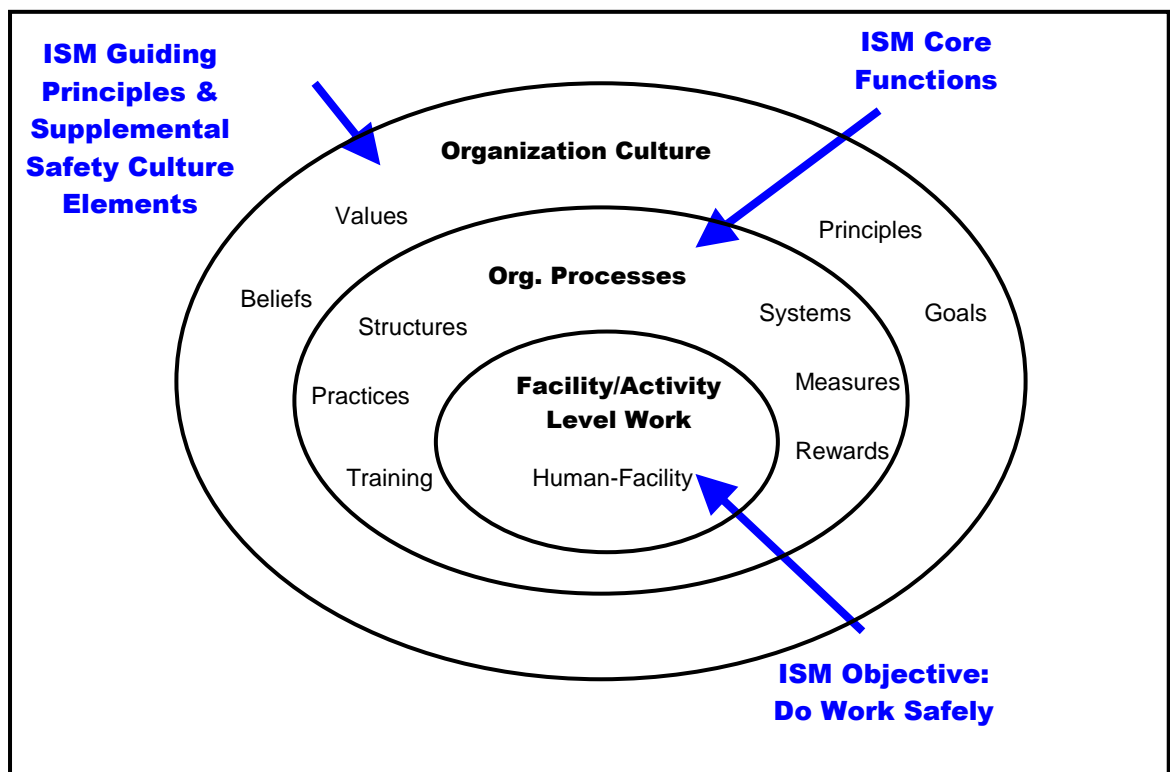 ISM Guiding
Principles &
Supplemental
Safety Culture
Elements
ISM Core
Functions
Organization Culture
Values
Principles
Beliefs
Goals
Org. Processes
Structures
Systems
Practices
Measures
Training
Rewards
Facility/Activity
Level Work
Human-Facility
ISM Objective:
Do Work Safely